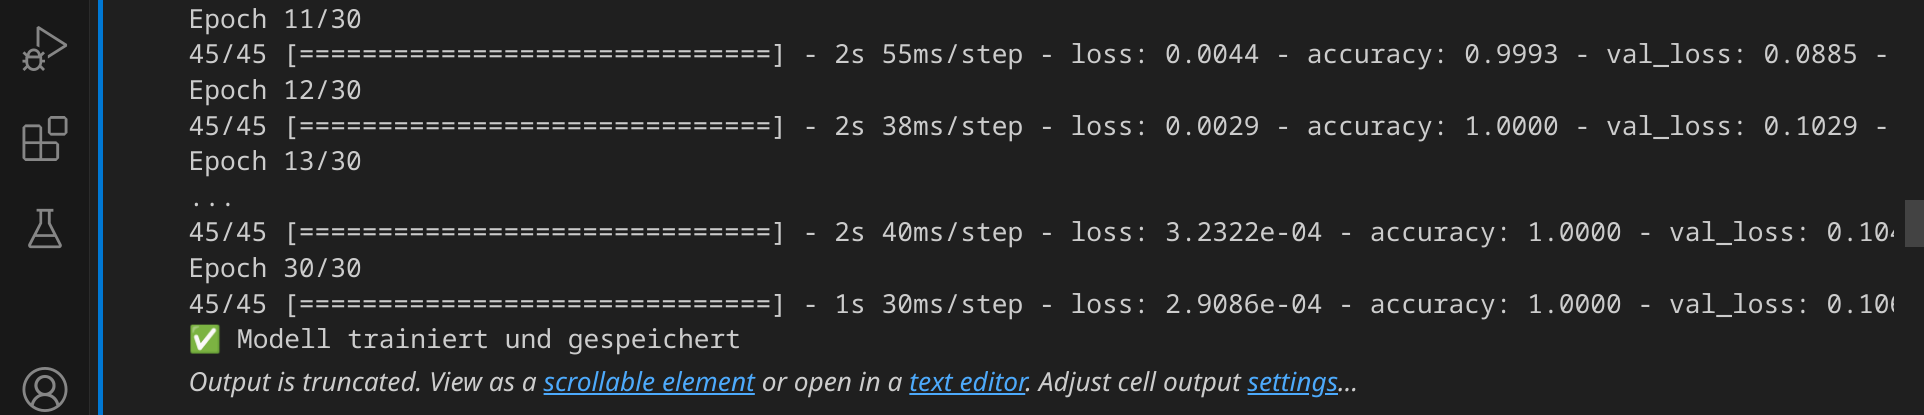 Epoch 11/30
45/45 [==============================] - 2s 55ms/step - loss: 0.0044 - accuracy: 0.9993 - val_loss: 0.0885 -
Epoch 12/30
45/45 [==============================] - 2s 38ms/step - loss: 0.0029 - accuracy: 1.0000 - val_loss: 0.1029 -
Epoch 13/30
...
45/45 [==============================] - 2s 40ms/step - loss: 3.2322e-04 - accuracy: 1.0000 - val_loss: 0.104
Epoch 30/30
45/45 [==============================] - 1s 30ms/step - loss: 2.9086e-04 - accuracy: 1.0000 - val_loss: 0.106
✅ Modell trainiert und gespeichert
Output is truncated. View as a scrollable element or open in a text editor. Adjust cell output settings...